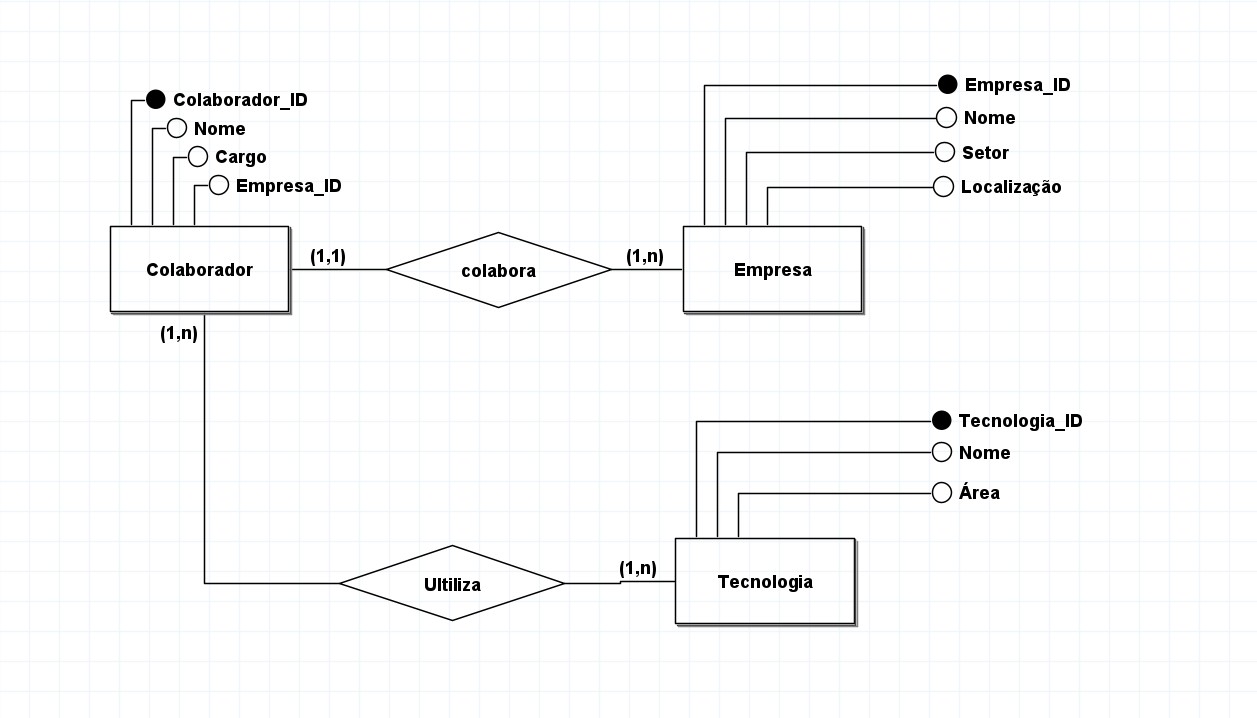 Colaborador_ID
Nome
Cargo
Empresa_ID
Empresa_ID
Nome
Setor
Localização
Colaborador
(1,1)
colabora
(1,n)
Empresa
(1,n)
Tecnologia_ID
Nome
Área
Ultiliza
(1,n)
Tecnologia